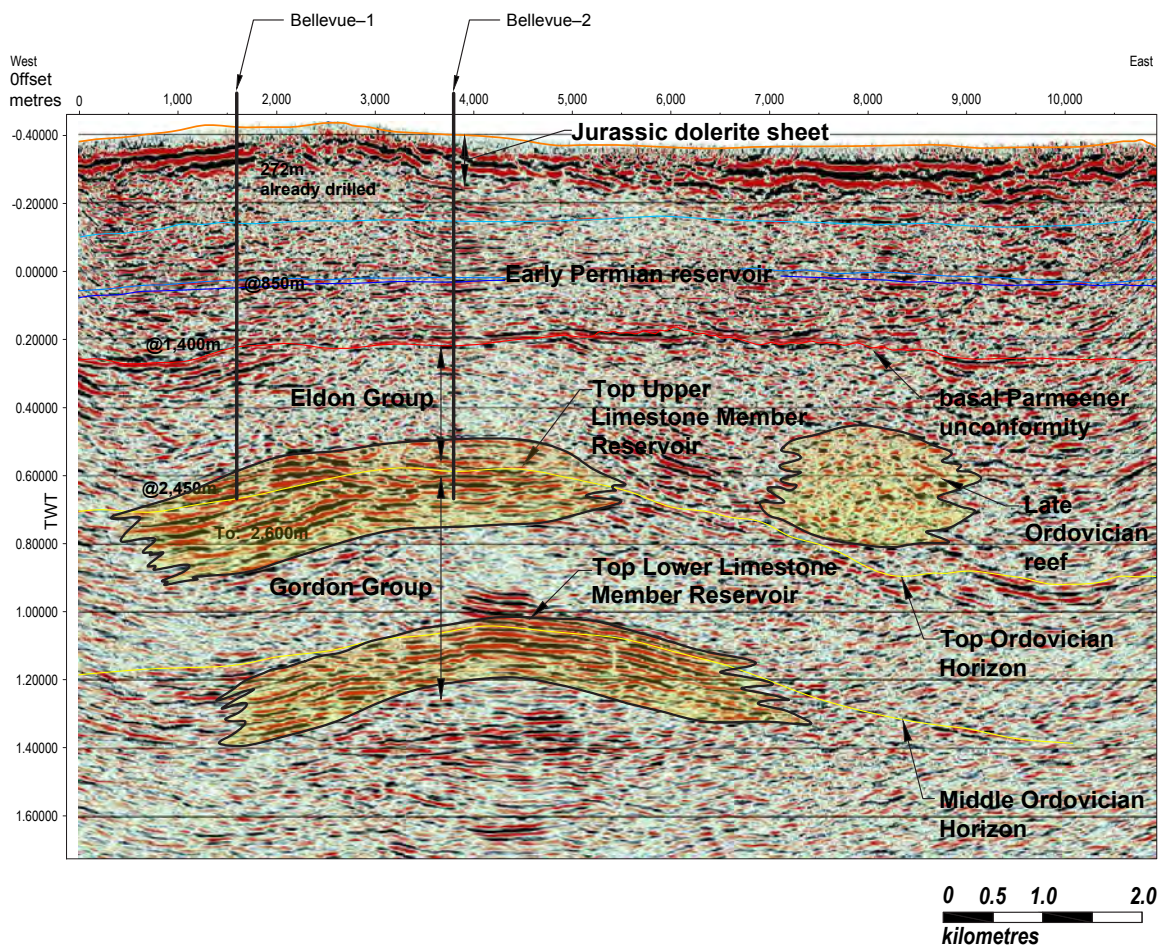 Bellevue–1
Bellevue–2
West
East
Offset
metres
0 1,000 2,000 3,000 4,000 5,000 6,000 7,000 8,000 9,000 10,000
-0.40000
Jurassic dolerite sheet
272m
already drilled
-0.20000
0.00000
Early Permian reservoir
@850m
0.20000
@1,400m
0.40000
Eldon Group
Top Upper
Limestone Member
Reservoir
basal Parmeener
unconformity
0.60000
@2,450m
TWT
To: 2,600m
Late
Ordovician
reef
0.80000
Gordon Group
Top Lower Limestone
Member Reservoir
1.00000
Top Ordovician
Horizon
1.20000
1.40000
1.60000
Middle Ordovician
Horizon
0 0.5 1.0 2.0
kilometres